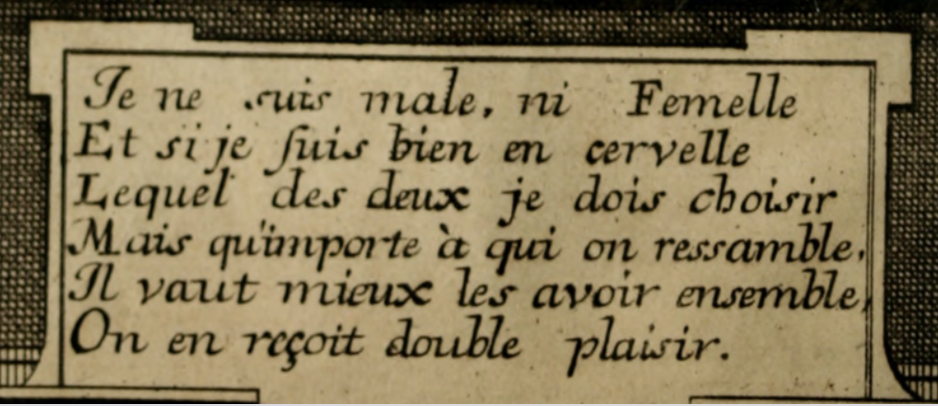 Je ne suis male, ni Femelle
Et si je ſuis bien en cervelle
Lequel des deux je dois choisir
Mais qu'importe à qui on ressamble,
Il vaut mieux les avoir ensemble,
On en reçoit double plaisir.